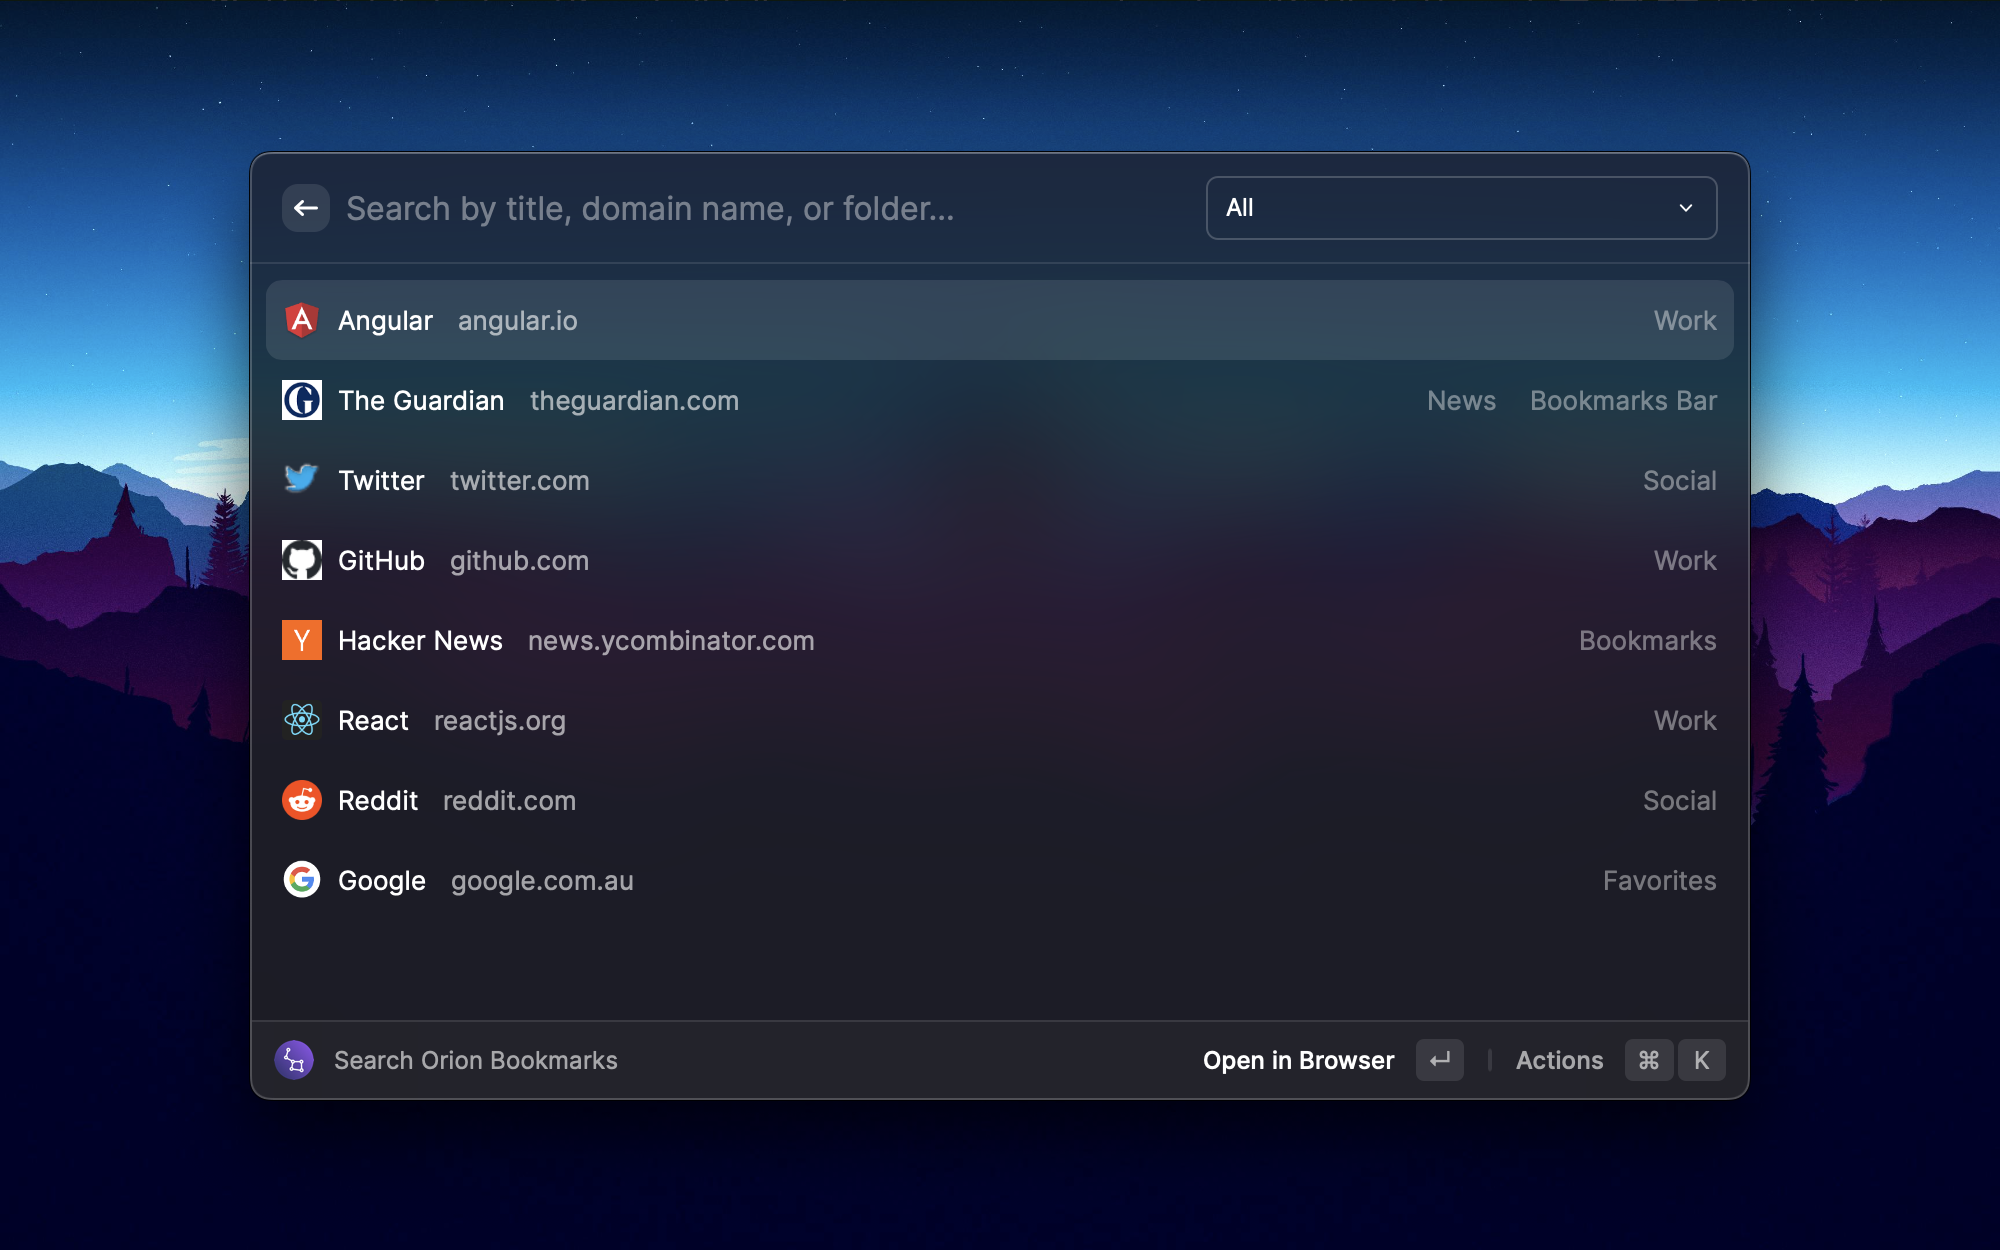 Search by title, domain name, or folder...
All
Angular angular.io Work
The Guardian theguardian.com News Bookmarks Bar
Twitter twitter.com Social
GitHub github.com Work
Hacker News news.ycombinator.com Bookmarks
React reactjs.org Work
Reddit reddit.com Social
Google google.com.au Favorites
Search Orion Bookmarks Open in Browser ↵ Actions ⌘ K